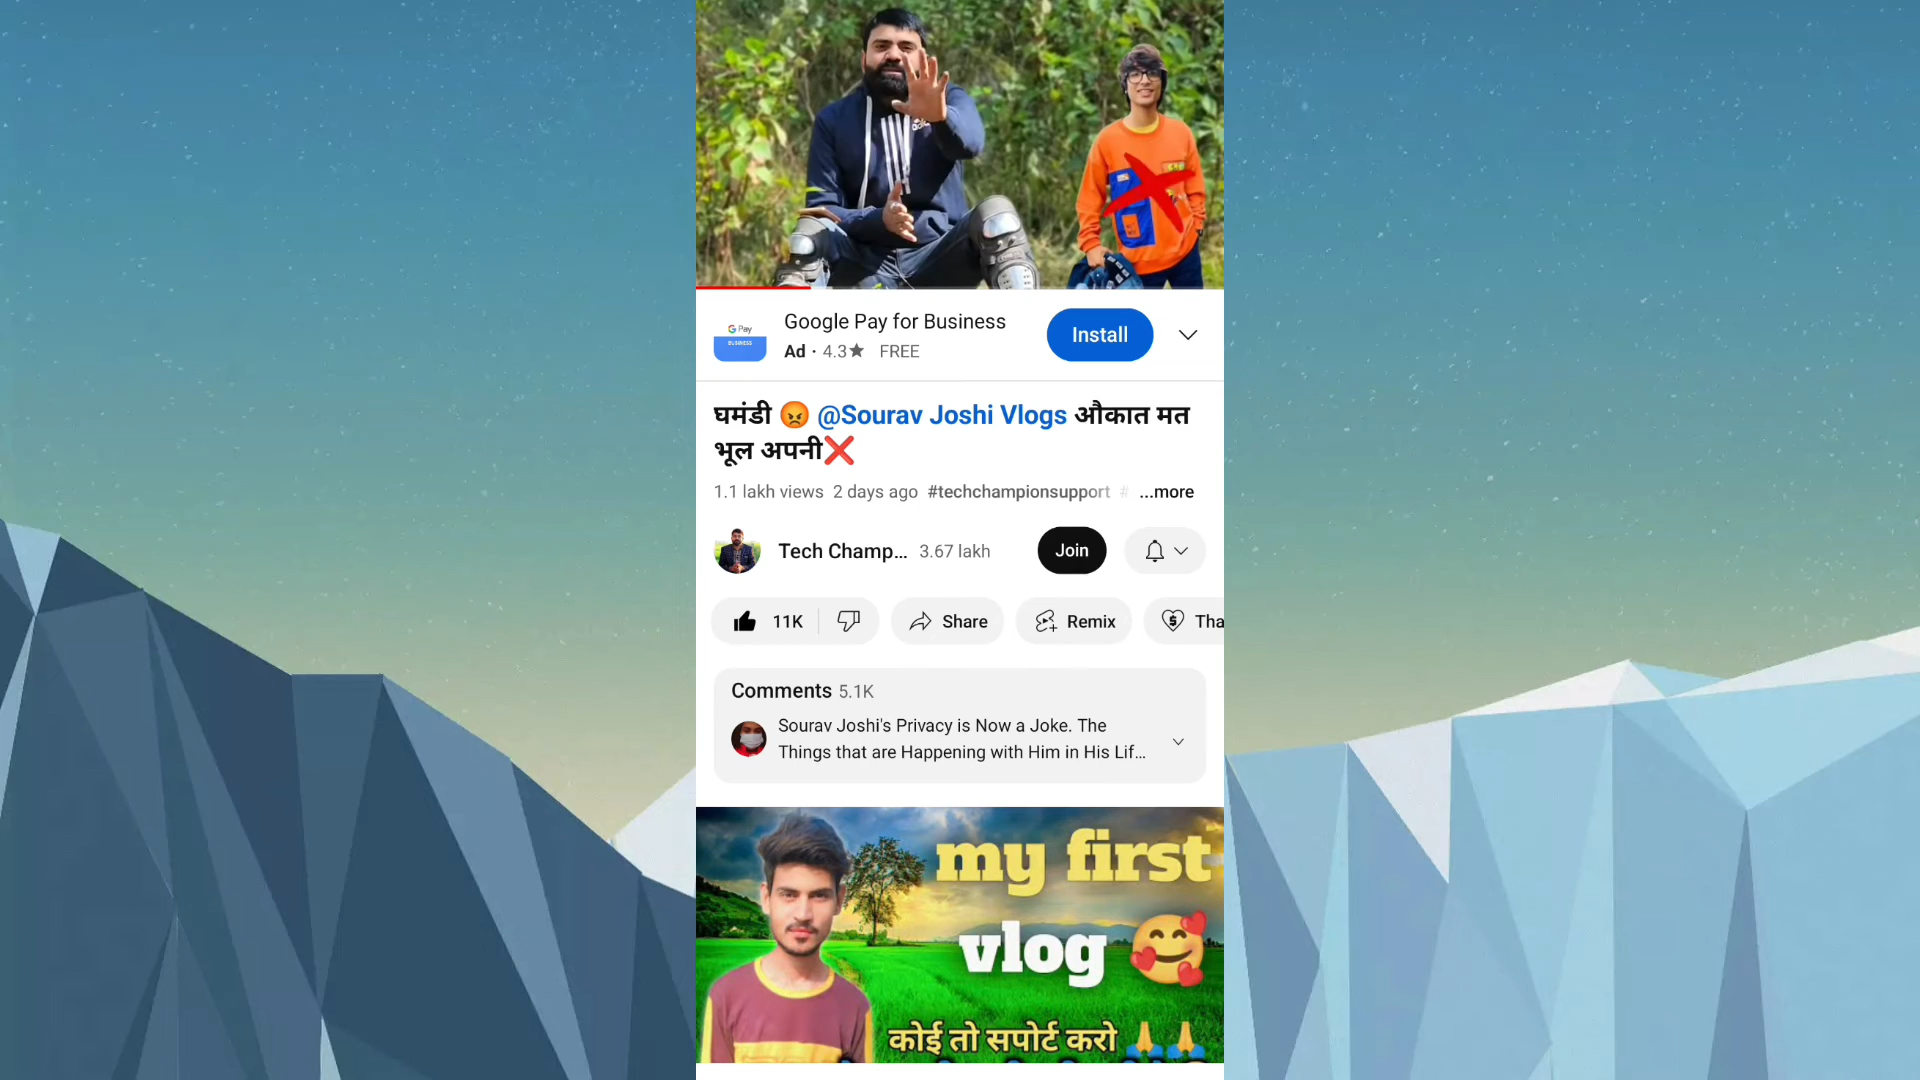 adidas
G Pay
BUSINESS
Google Pay for Business
Install
Ad · 4.3★ FREE
घमंडी 😡 @Sourav Joshi Vlogs औकात मत
भूल अपनी❌
1.1 lakh views 2 days ago #techchampionsupport # ...more
Tech Champ... 3.67 lakh
Join
11K
Share
Remix
Tha
Comments 5.1K
Sourav Joshi's Privacy is Now a Joke. The
Things that are Happening with Him in His Lif...
my first
vlog 🥰
कोई तो सपोर्ट करो 🙏🙏